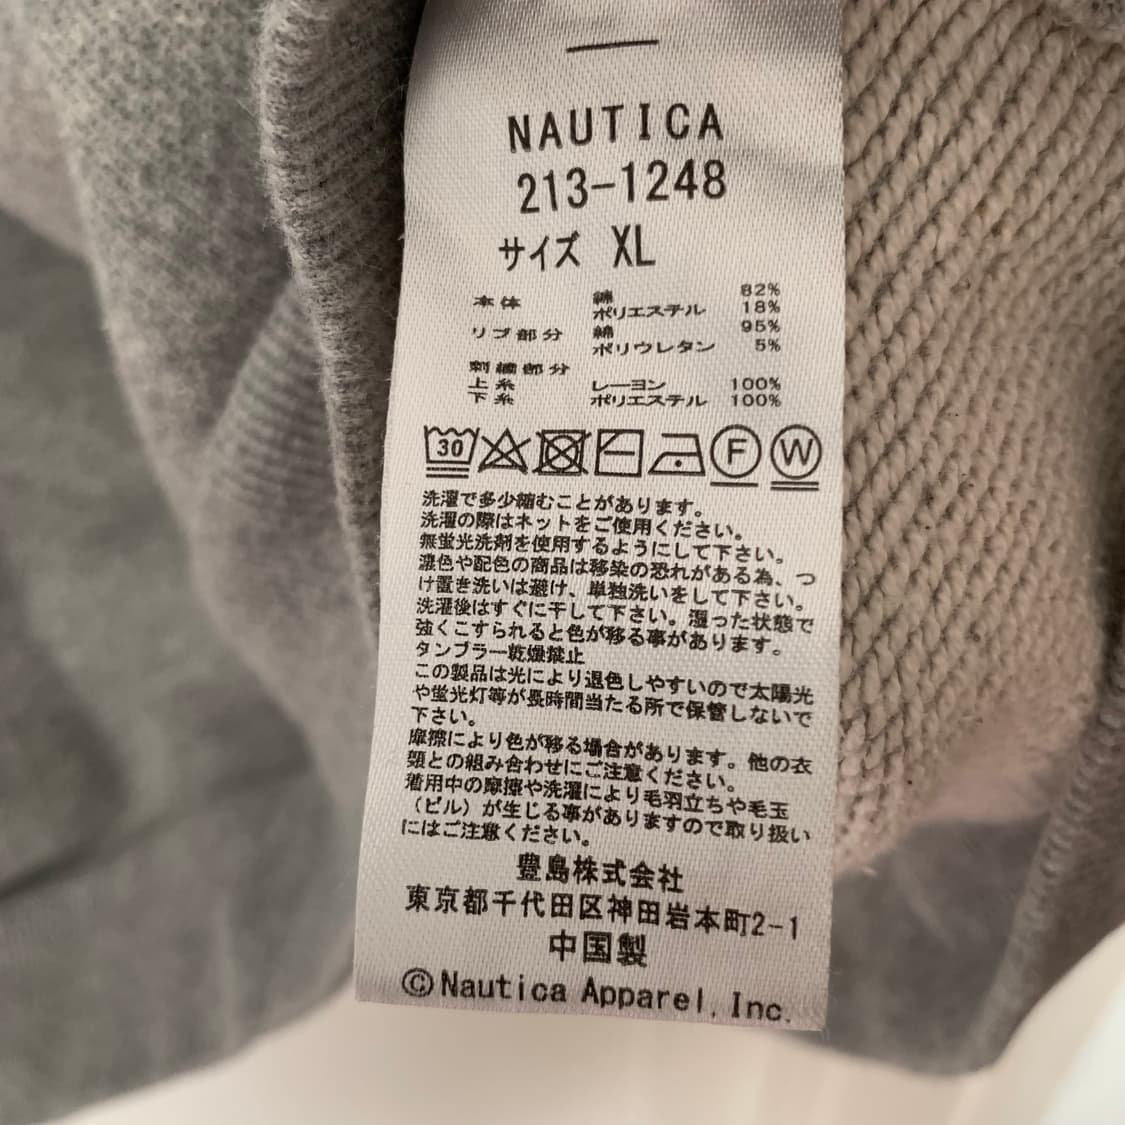 NAUTICA
213-1248
サイズ XL
本体 綿 82%
ポリエステル 18%
リブ部分 綿 95%
ポリウレタン 5%
刺繍部分
上糸 レーヨン 100%
下糸 ポリエステル 100%
30 F W
洗濯で多少縮むことがあります。
洗濯の際はネットをご使用ください。
無蛍光洗剤を使用するようにして下さい。
濃色や配色の商品は移染の恐れがある為、つ
け置き洗いは避け、単独洗いをして下さい。
洗濯後はすぐに干して下さい。湿った状態で
強くこすられると色が移る事があります。
タンブラー乾燥禁止
この製品は光により退色しやすいので太陽光
や蛍光灯等が長時間当たる所で保管しないで
下さい。
摩擦により色が移る場合があります。他の衣
類との組み合わせにご注意ください。
着用中の摩擦や洗濯により毛羽立ちや毛玉
（ピル）が生じる事がありますので取り扱い
にはご注意ください。
豊島株式会社
東京都千代田区神田岩本町2-1
中国製
©Nautica Apparel, Inc.